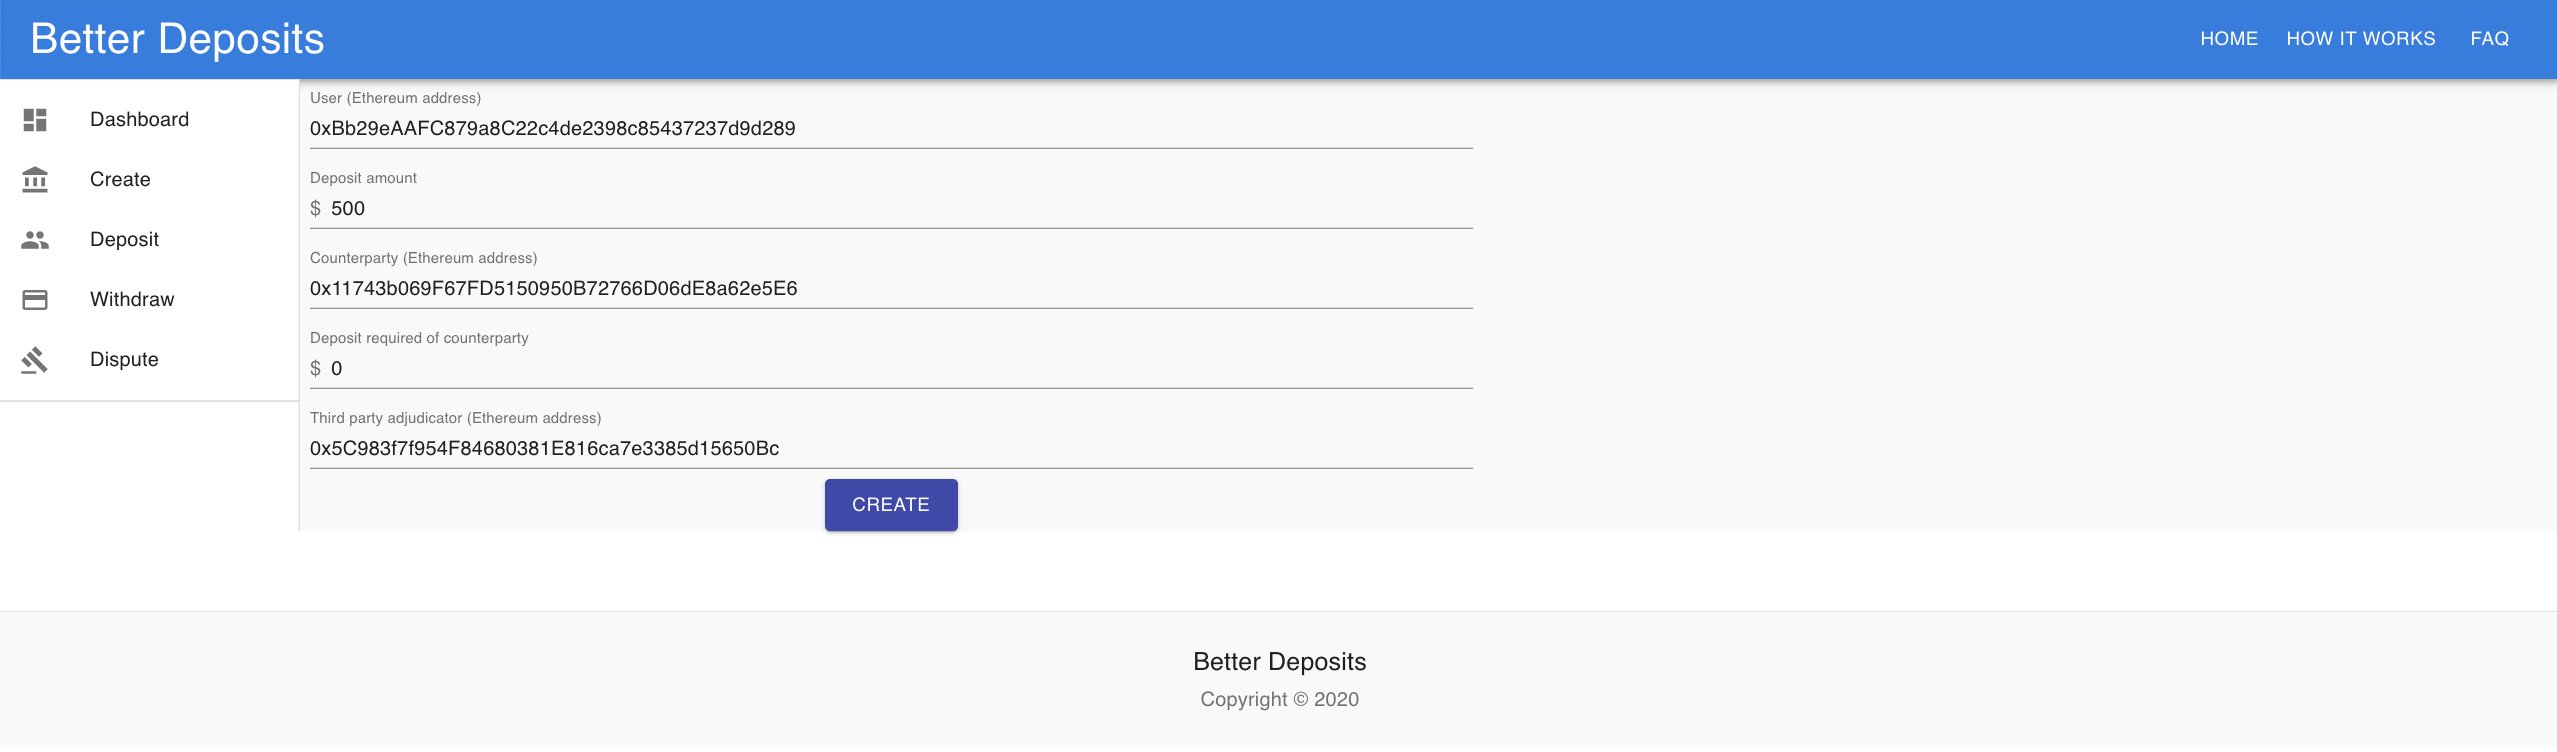 Better Deposits
HOME HOW IT WORKS FAQ
Dashboard
Create
Deposit
Withdraw
Dispute
User (Ethereum address)
0xBb29eAAFC879a8C22c4de2398c85437237d9d289
Deposit amount
$ 500
Counterparty (Ethereum address)
0x11743b069F67FD5150950B72766D06dE8a62e5E6
Deposit required of counterparty
$ 0
Third party adjudicator (Ethereum address)
0x5C983f7f954F84680381E816ca7e3385d15650Bc
CREATE
Better Deposits
Copyright © 2020